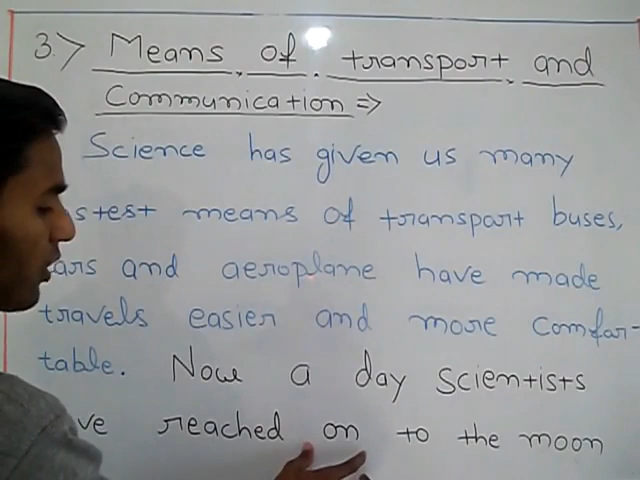 3.> Means of transport and
Communication =>
Science has given us many
stest means of transport buses,
ars and aeroplane have made
travels easier and more comfor-
table. Now a day scientists
ve reached on to the moon